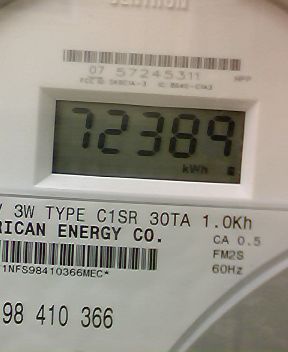 07 57245311
72389
kWh
V 3W TYPE C1SR 30TA 1.0Kh
RICAN ENERGY CO.
CA 0.5
FM2S
60Hz
1NFS98410366MEC*
98 410 366